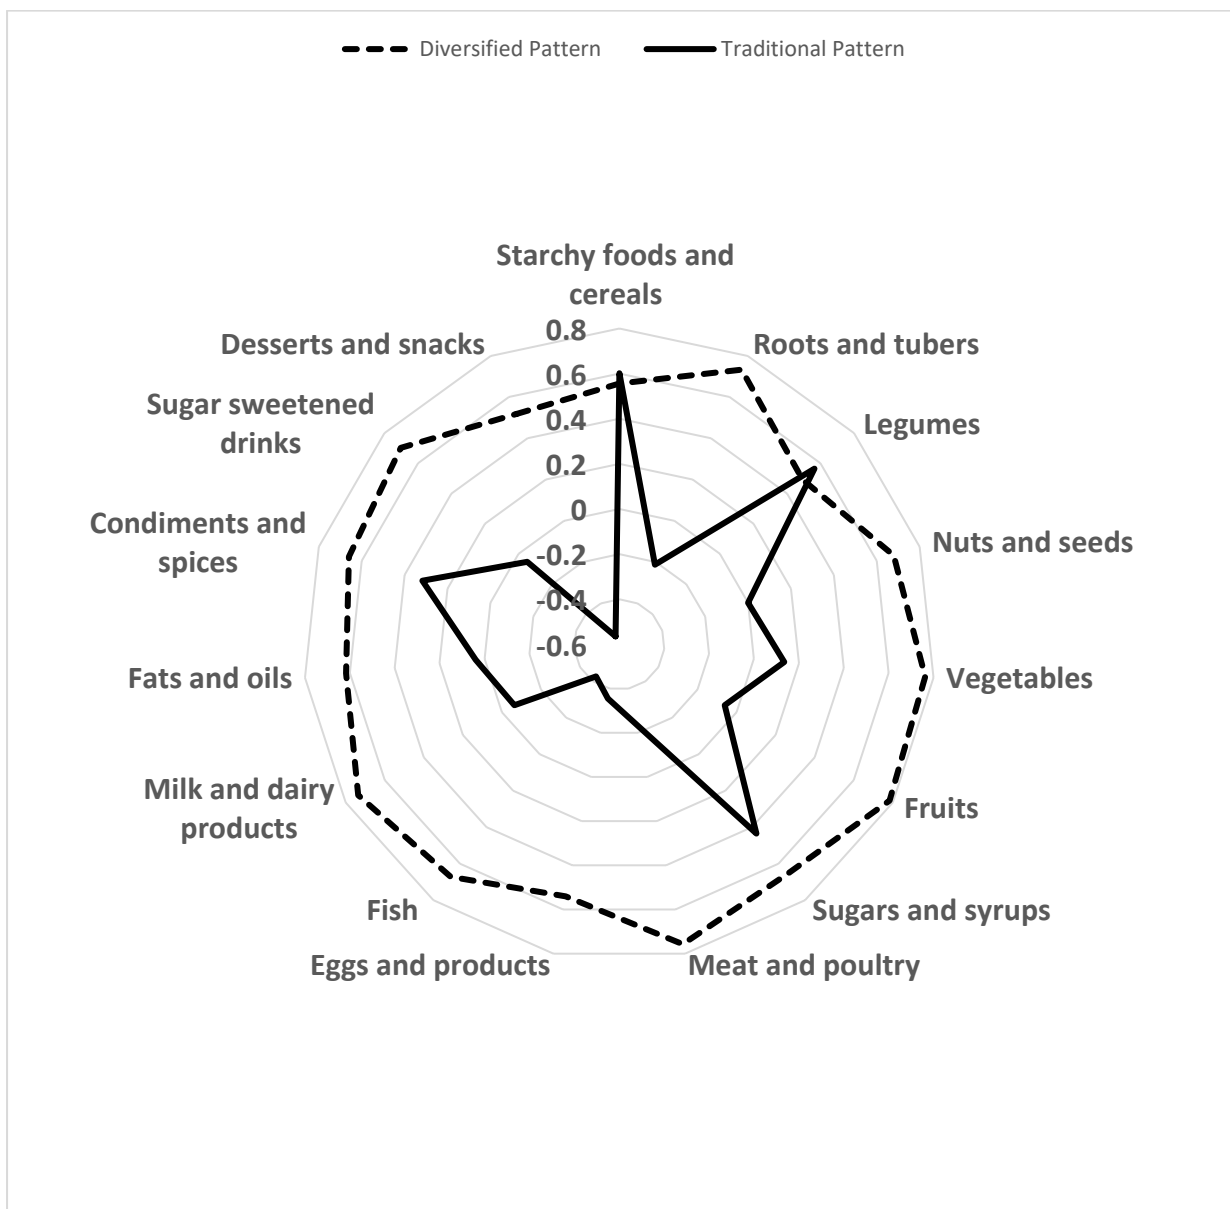 Diversified Pattern
Traditional Pattern
Starchy foods and
cereals
Roots and tubers
Legumes
Nuts and seeds
Vegetables
Fruits
Sugars and syrups
Meat and poultry
Eggs and products
Fish
Milk and dairy
products
Fats and oils
Condiments and
spices
Sugar sweetened
drinks
Desserts and snacks
0.8
0.6
0.4
0.2
0
-0.2
-0.4
-0.6